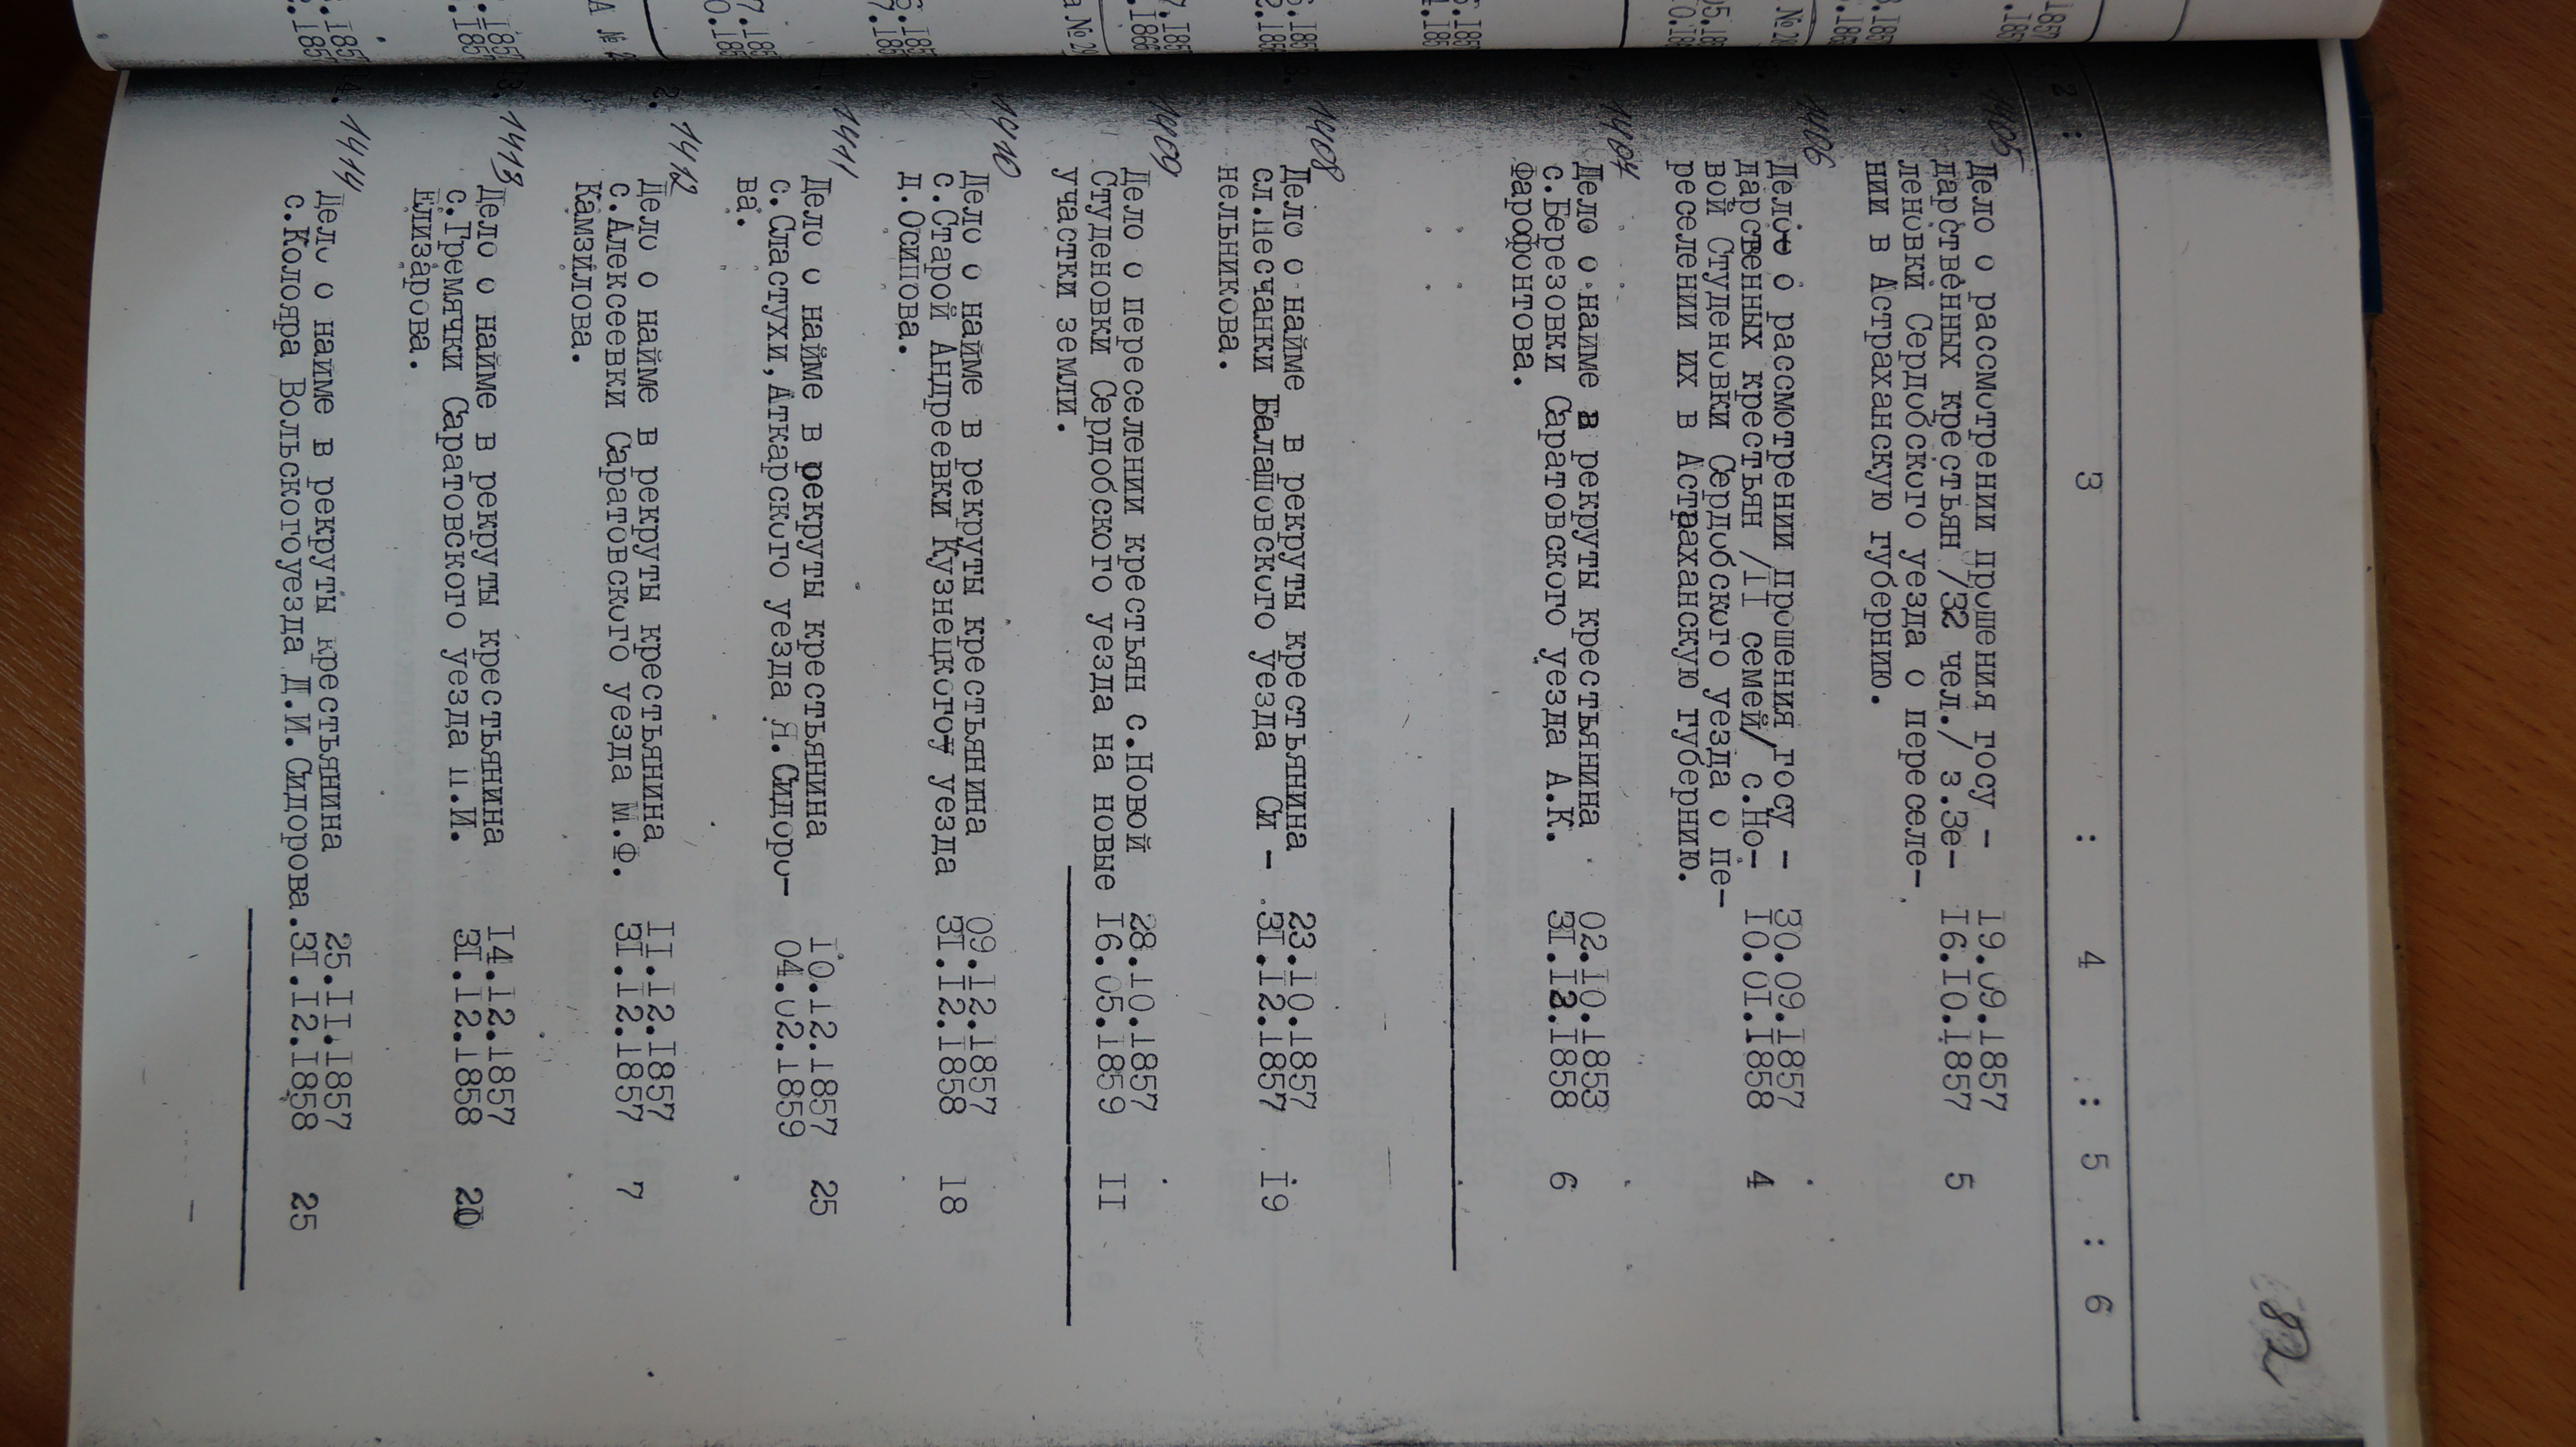 182
2 : 3 : 4 : 5 : 6
1405 Дело о рассмотрении прошения госу - 19.09.1857
дарственных крестьян /32 чел./ з.Зе- 16.10.1857 5
леновки Сердобского уезда о переселе-
нии в Астраханскую губернию.
1406 Делое о рассмотрении прошения госу - 30.09.1857
дарственных крестьян /II семей/ с.Но- 10.01.1858 4
вой Студеновки Сердобского уезда о пе-
реселении их в Астраханскую губернию.
1407 Дело о найме в рекруты крестьянина 02.10.1853
с.Березовки Саратовского уезда А.К. 31.12.1858 6
Фарофонтова.
1408 Дело о найме в рекруты крестьянина 23.10.1857
сл.Песчанки Балашовского уезда Си - 31.12.1857 19
нельникова.
1409 Дело о переселении крестьян с.Новой 28.10.1857
Студеновки Сердобского уезда на новые 16.05.1859 II
участки земли.
1410 Дело о найме в рекруты крестьянина 09.12.1857
с.Старой Андреевки Кузнецкогоу уезда 31.12.1858 18
д.Осипова.
1411 Дело о найме в рекруты крестьянина 10.12.1857
с.Сластухи,Аткарского уезда Я.Сидоро- 04.02.1859 25
ва.
1412 Дело о найме в рекруты крестьянина 11.12.1857
с.Алексеевки Саратовского уезда М.Ф. 31.12.1857 7
Камзилова.
1413 Дело о найме в рекруты крестьянина 14.12.1857
с.Гремячки Саратовского уезда П.И. 31.12.1858 20
Елизарова.
1414 Дело о найме в рекруты крестьянина 25.11.1857
с.Колояра Вольскогоуезда Д.И.Сидорова.31.12.1858 25